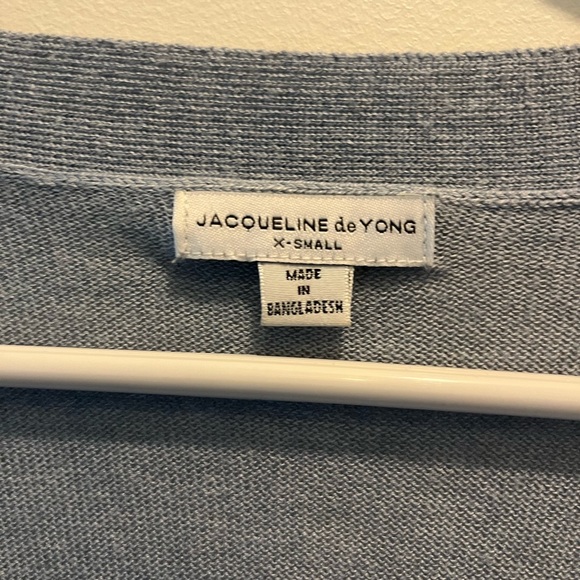 JACQUELINE de YONG
X-SMALL
MADE
IN
BANGLADESH